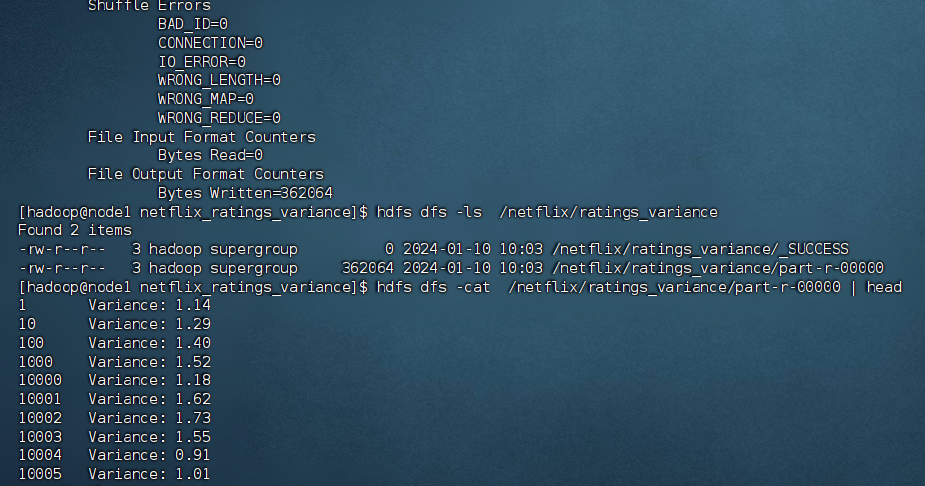 Shuffle Errors
BAD_ID=0
CONNECTION=0
IO_ERROR=0
WRONG_LENGTH=0
WRONG_MAP=0
WRONG_REDUCE=0
File Input Format Counters
Bytes Read=0
File Output Format Counters
Bytes Written=362064
[hadoop@node1 netflix_ratings_variance]$ hdfs dfs -ls  /netflix/ratings_variance
Found 2 items
-rw-r--r--   3 hadoop supergroup          0 2024-01-10 10:03 /netflix/ratings_variance/_SUCCESS
-rw-r--r--   3 hadoop supergroup     362064 2024-01-10 10:03 /netflix/ratings_variance/part-r-00000
[hadoop@node1 netflix_ratings_variance]$ hdfs dfs -cat  /netflix/ratings_variance/part-r-00000 | head
1       Variance: 1.14
10      Variance: 1.29
100     Variance: 1.40
1000    Variance: 1.52
10000   Variance: 1.18
10001   Variance: 1.62
10002   Variance: 1.73
10003   Variance: 1.55
10004   Variance: 0.91
10005   Variance: 1.01